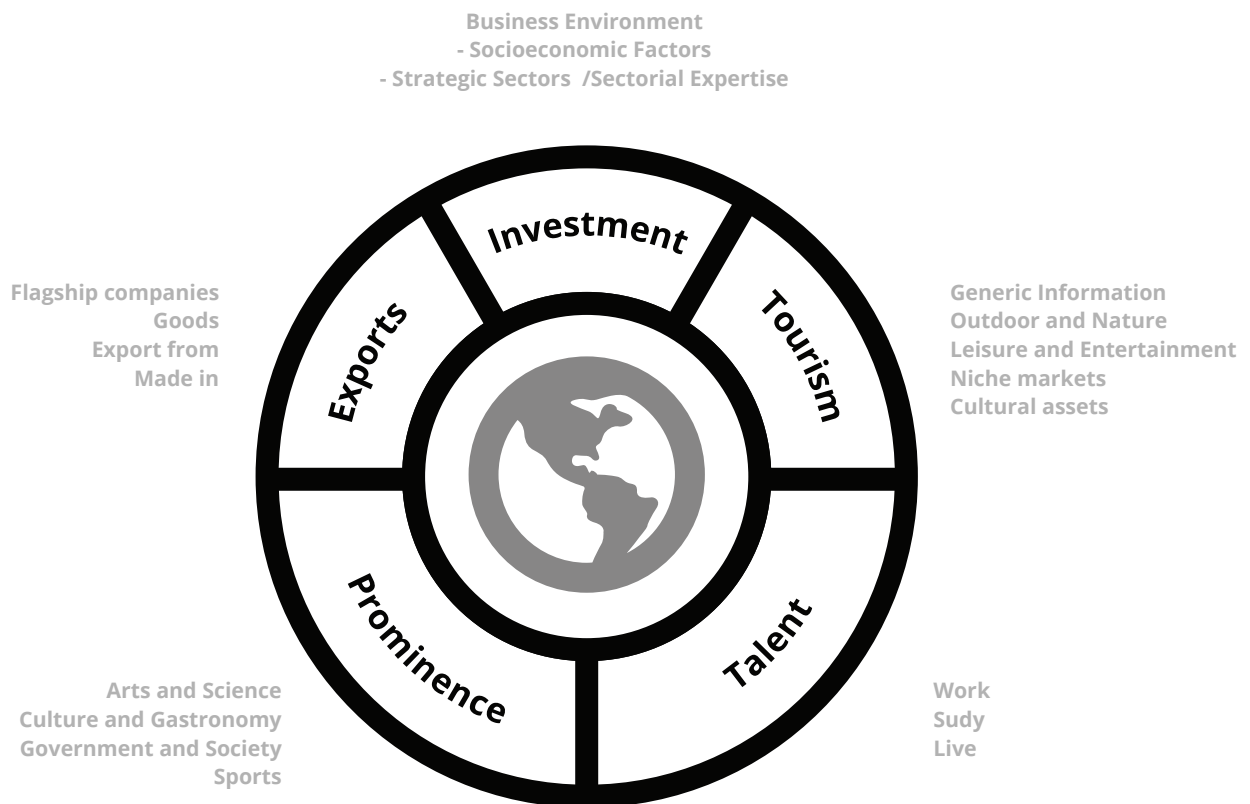 Business Environment
- Socioeconomic Factors
- Strategic Sectors /Sectorial Expertise
Investment
Flagship companies
Goods
Export from
Made in
Exports
Tourism
Generic Information
Outdoor and Nature
Leisure and Entertainment
Niche markets
Cultural assets
Prominence
Talent
Arts and Science
Culture and Gastronomy
Government and Society
Sports
Work
Sudy
Live